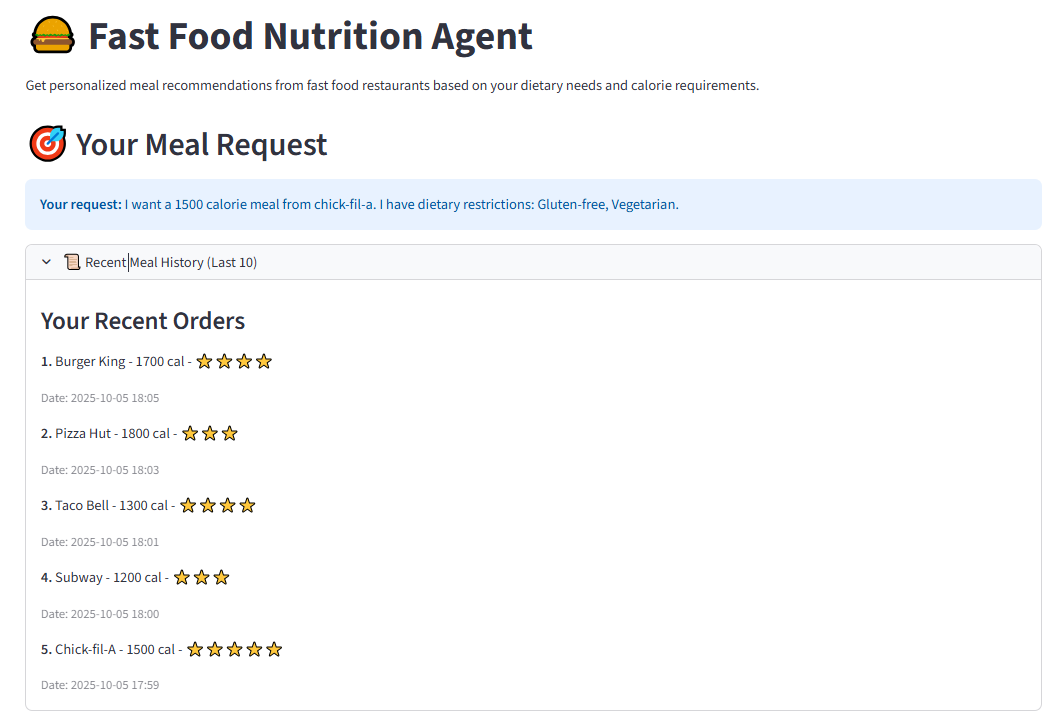 Fast Food Nutrition Agent
Get personalized meal recommendations from fast food restaurants based on your dietary needs and calorie requirements.
Your Meal Request
Your request: I want a 1500 calorie meal from chick-fil-a. I have dietary restrictions: Gluten-free, Vegetarian.
Recent Meal History (Last 10)
Your Recent Orders
1. Burger King - 1700 cal - ⭐⭐⭐⭐
Date: 2025-10-05 18:05
2. Pizza Hut - 1800 cal - ⭐⭐⭐
Date: 2025-10-05 18:03
3. Taco Bell - 1300 cal - ⭐⭐⭐⭐
Date: 2025-10-05 18:01
4. Subway - 1200 cal - ⭐⭐⭐
Date: 2025-10-05 18:00
5. Chick-fil-A - 1500 cal - ⭐⭐⭐⭐⭐
Date: 2025-10-05 17:59